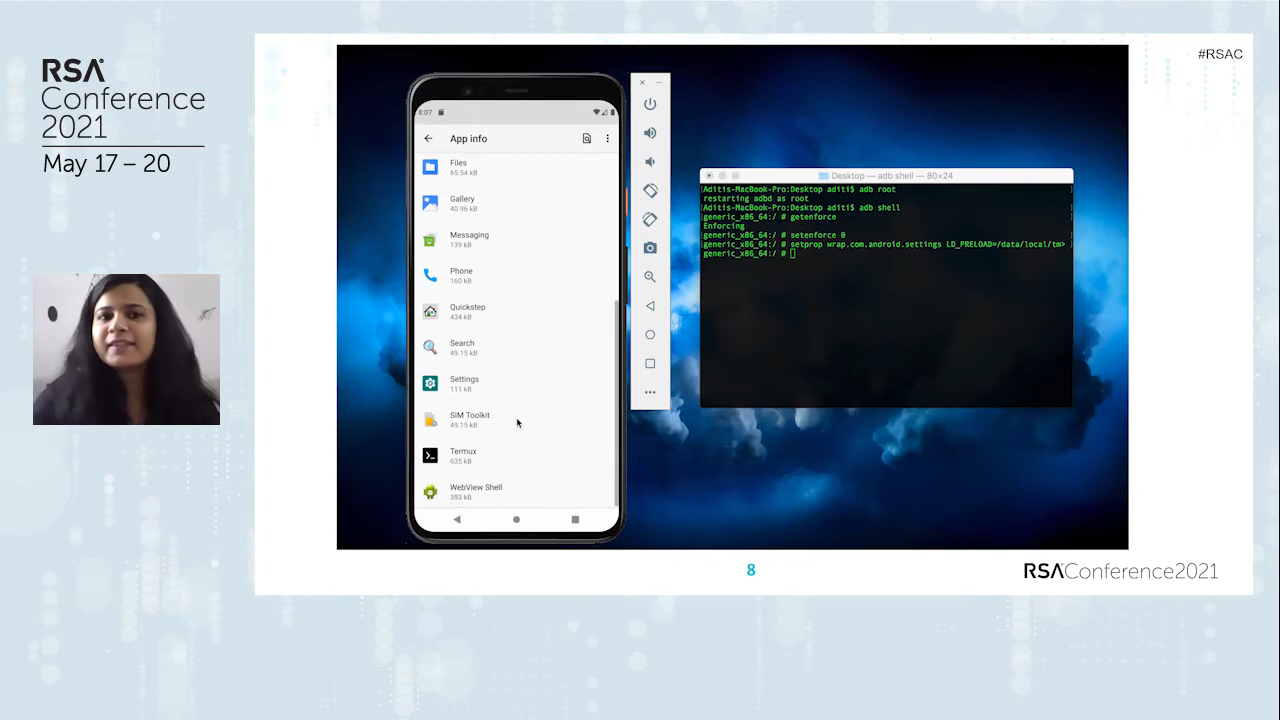 RSA
Conference
2021
May 17 – 20
#RSAC
8:07
App info
Files
65.54 kB
Gallery
40.96 kB
Messaging
139 kB
Phone
160 kB
Quickstep
434 kB
Search
49.15 kB
Settings
111 kB
SIM Toolkit
49.15 kB
Termux
635 kB
WebView Shell
393 kB
Desktop — adb shell — 80×24
[Aditis-MacBook-Pro:Desktop aditi$ adb root ]
restarting adbd as root
[Aditis-MacBook-Pro:Desktop aditi$ adb shell ]
[generic_x86_64:/ # getenforce ]
Enforcing
[generic_x86_64:/ # setenforce 0 ]
[generic_x86_64:/ # setprop wrap.com.android.settings LD_PRELOAD=/data/local/tm> ]
generic_x86_64:/ #
8
RSAConference2021